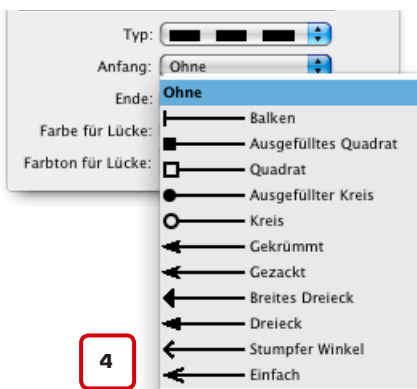 Typ:
Anfang: Ohne
Ende: Ohne
Farbe für Lücke: Balken
Ausgefülltes Quadrat
Farbton für Lücke: Quadrat
Ausgefüllter Kreis
Kreis
Gekrümmt
Gezackt
Breites Dreieck
Dreieck
Stumpfer Winkel
Einfach
4